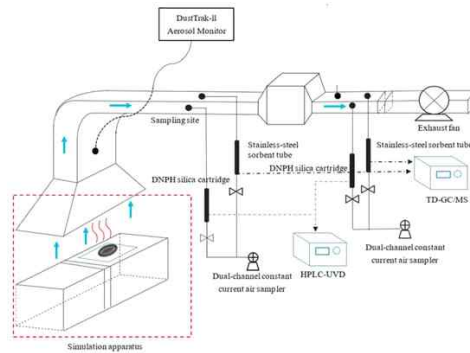 DustTrak-II
Aerosol Monitor
Sampling site
Exhaust fan
Stainless-steel
sorbent tube
Stainless-steel sorbent tube
DNPH silica cartridge
DNPH silica cartridge
TD-GC/MS
Dual-channel constant
current air sampler
HPLC-UVD
Dual-channel constant
current air sampler
Simulation apparatus